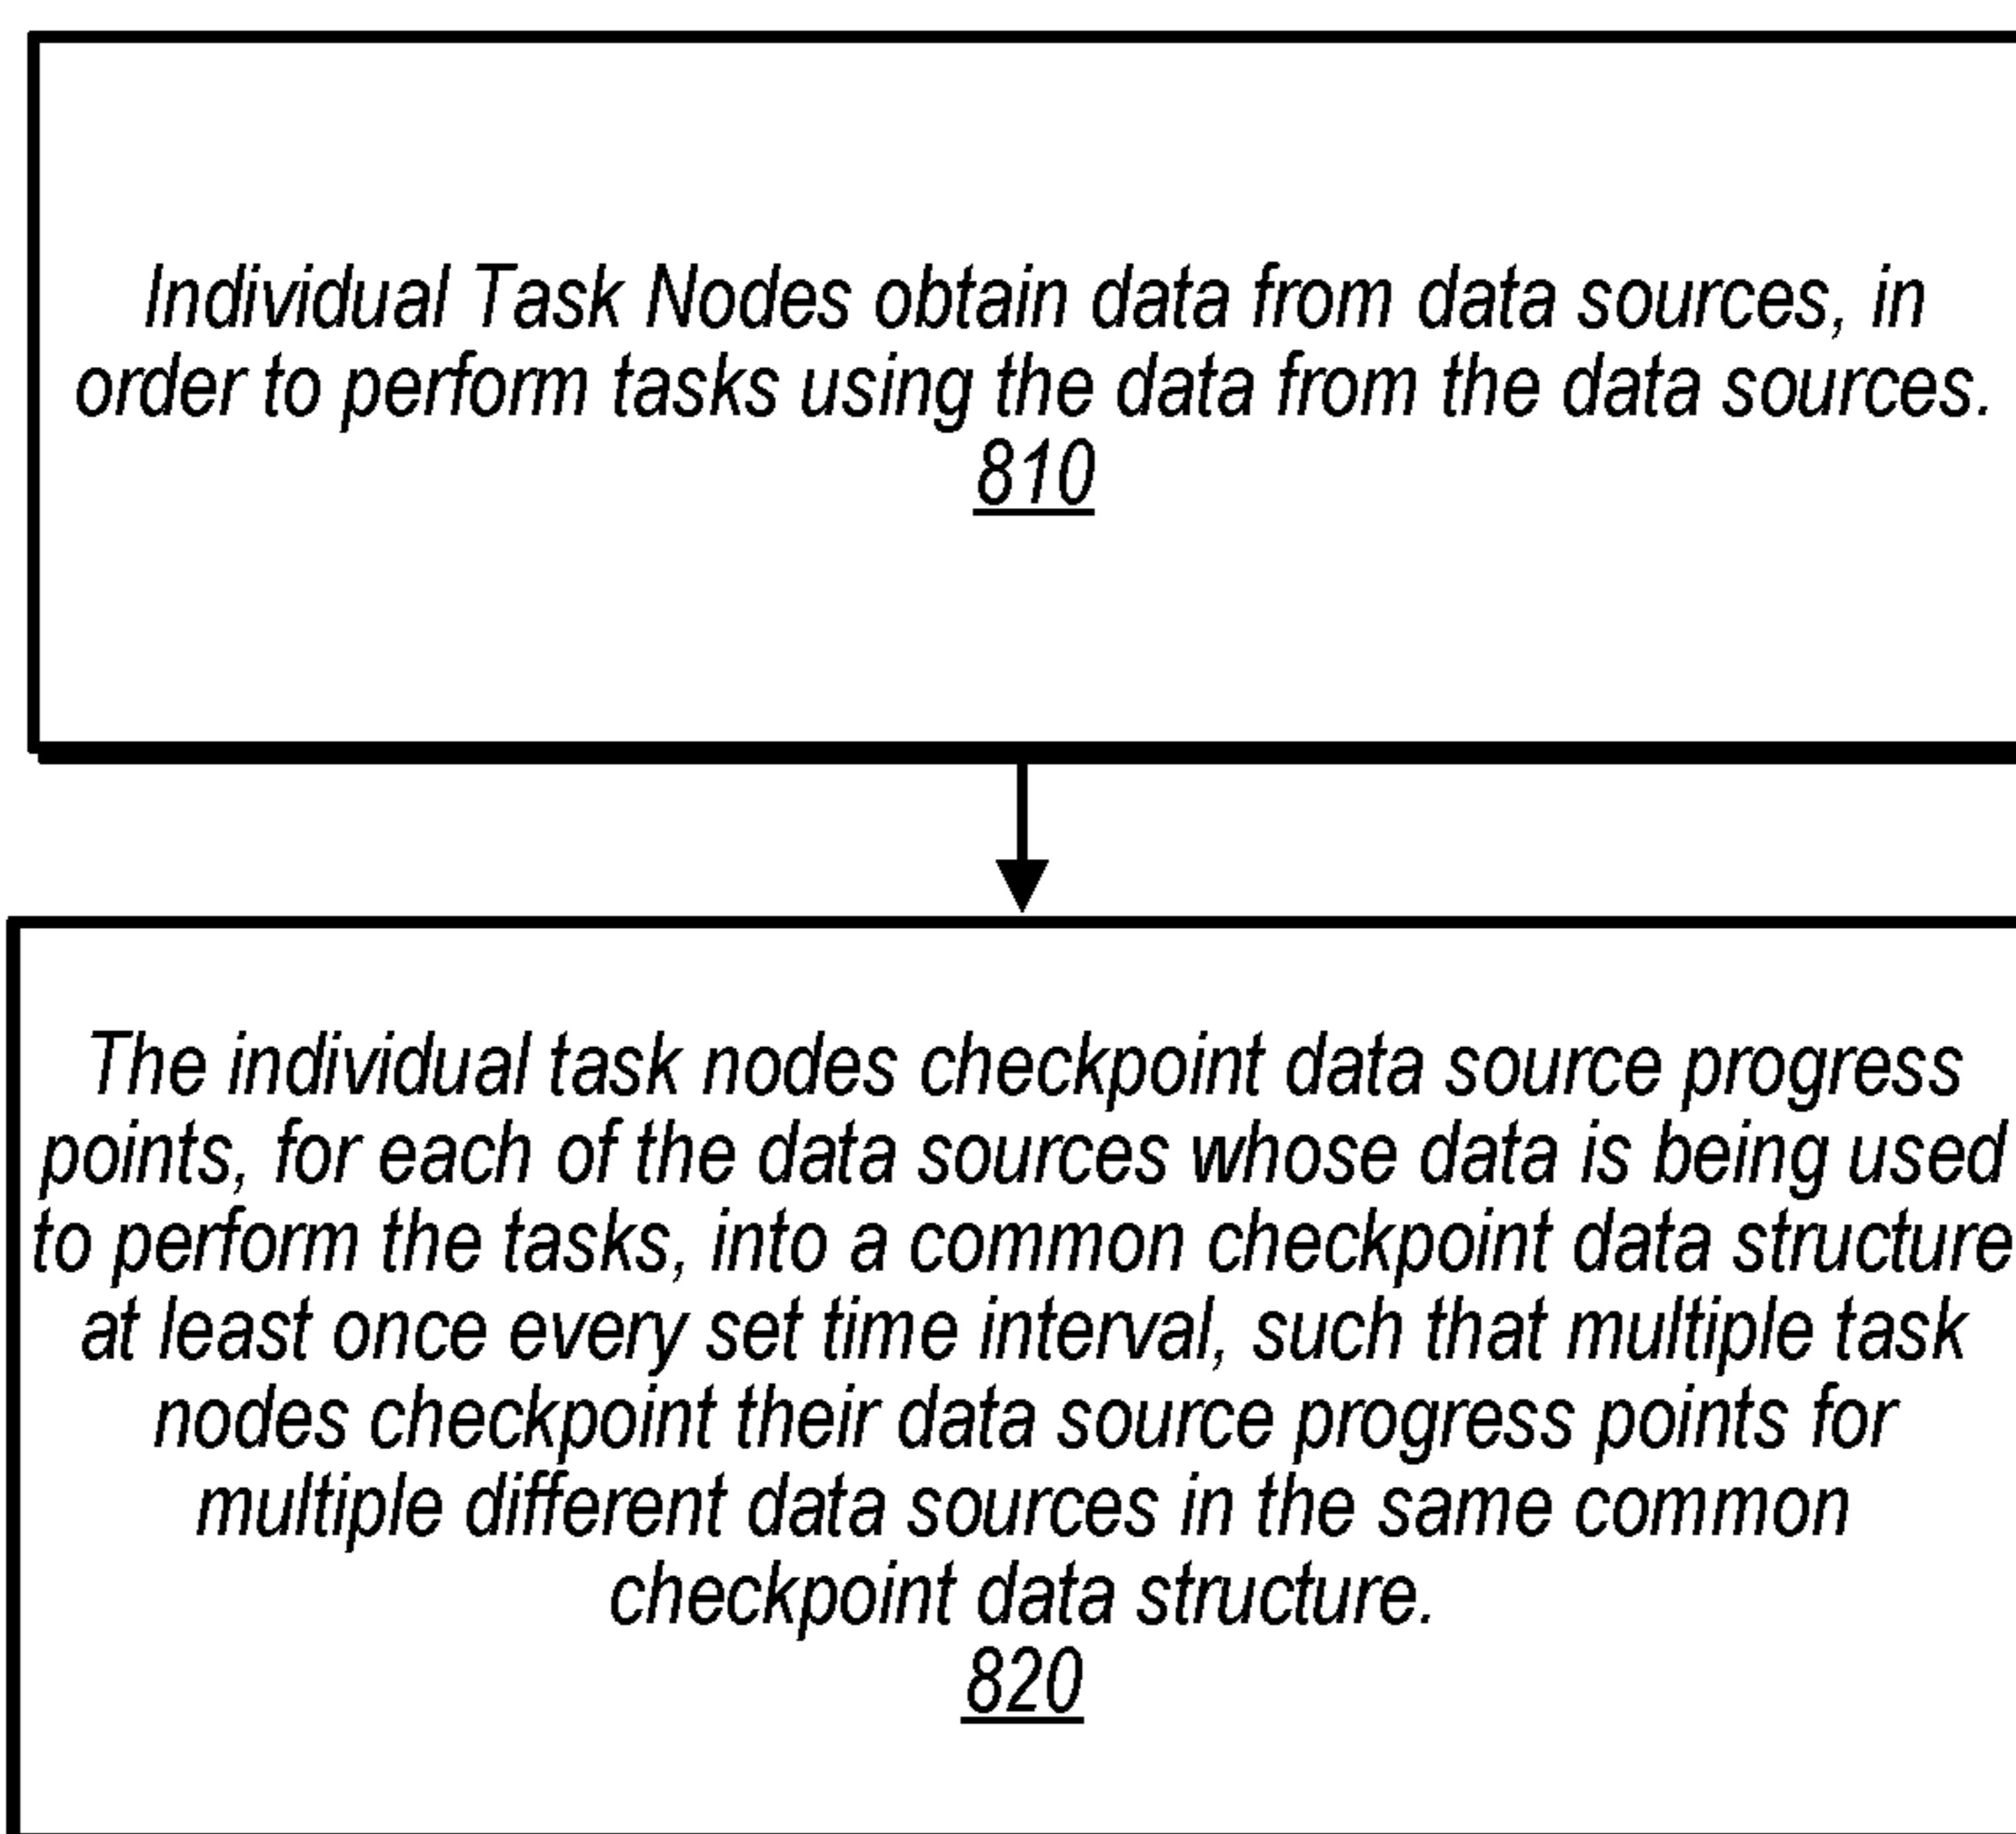 Individual Task Nodes obtain data from data sources, in
order to perform tasks using the data from the data sources.
810
The individual task nodes checkpoint data source progress
points, for each of the data sources whose data is being used
to perform the tasks, into a common checkpoint data structure
at least once every set time interval, such that multiple task
nodes checkpoint their data source progress points for
multiple different data sources in the same common
checkpoint data structure.
820